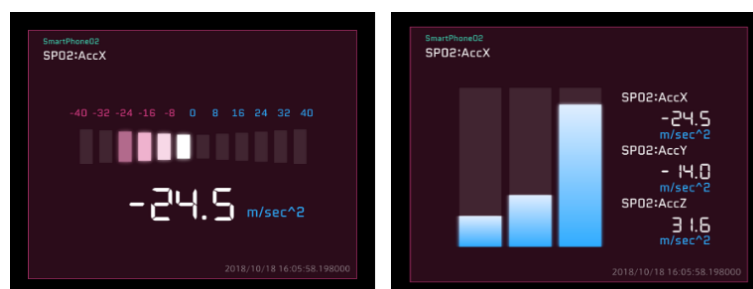 SmartPhone02
SP02:AccX
-40 -32 -24 -16 -8 0 8 16 24 32 40
-24.5 m/sec^2
2018/10/18 16:05:58.198000
SmartPhone02
SP02:AccX
SP02:AccX
-24.5
m/sec^2
SP02:AccY
-14.0
m/sec^2
SP02:AccZ
31.6
m/sec^2
2018/10/18 16:05:58.198000